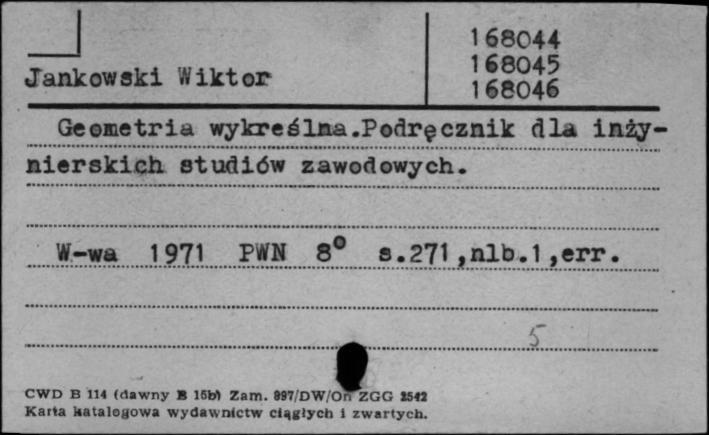 168044
168045
Jankowski Wiktor
168046
Geometria wykreślna.Podręcznik dla inży-
nierskich studiów zawodowych.
W-wa 1971 PWN 8° s.271,nlb.1,err.
5
CWD B 114 (dawny B 15b) Zam. 897/DW/On ZGG 2542
Karta katalogowa wydawnictw ciągłych i zwartych.